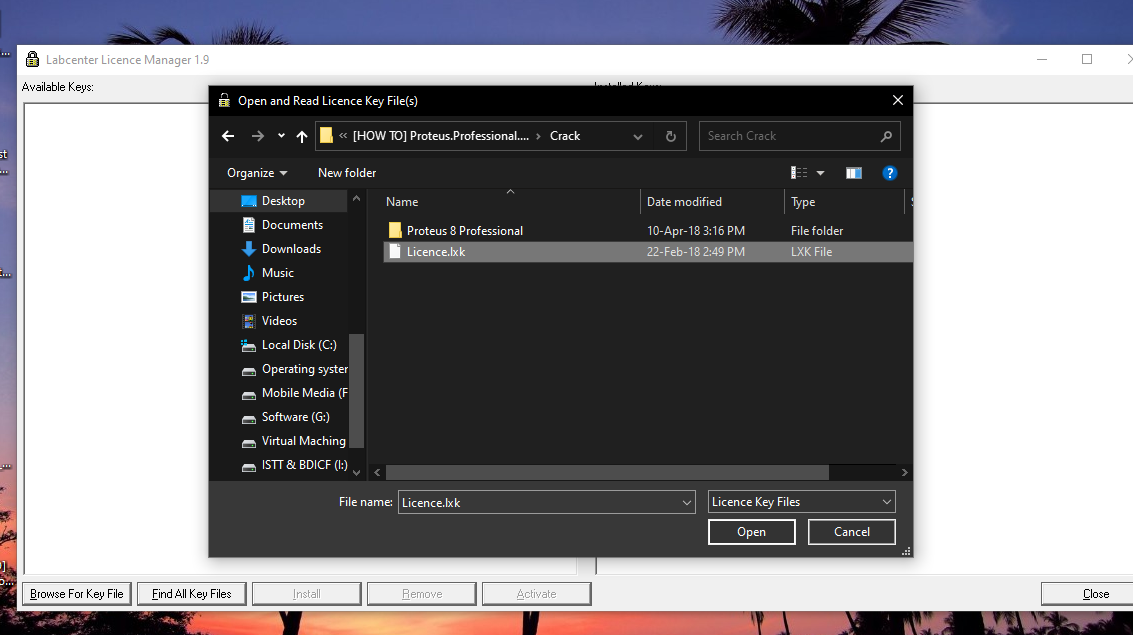 Labcenter Licence Manager 1.9
Available Keys:
Open and Read Licence Key File(s)
« [HOW TO] Proteus.Professional.... › Crack
Search Crack
Organize
New folder
?
Name
Date modified
Type
Desktop
Documents
Downloads
Music
Pictures
Videos
Local Disk (C:)
Operating syster
Mobile Media (F
Software (G:)
Virtual Maching
ISTT & BDICF (I:)
Proteus 8 Professional
10-Apr-18 3:16 PM
File folder
Licence.lxk
22-Feb-18 2:49 PM
LXK File
File name:
Licence.lxk
Licence Key Files
Open
Cancel
Browse For Key File
Find All Key Files
Install
Remove
Activate
Close